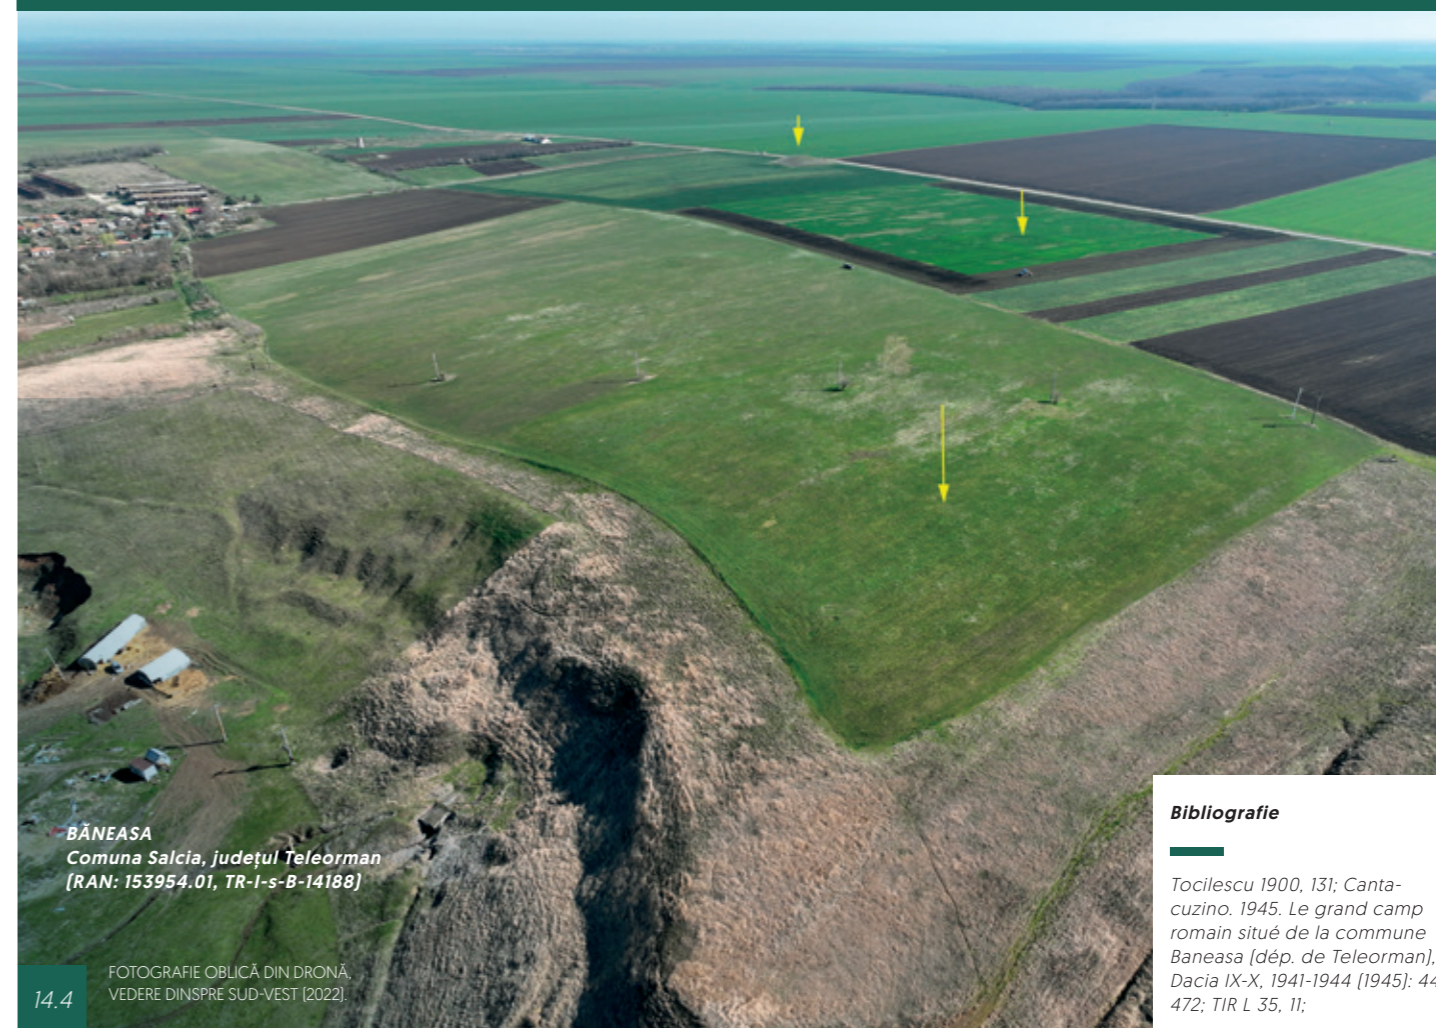 BĂNEASA
Comuna Salcia, județul Teleorman
(RAN: 153954.01, TR-I-s-B-14188)
14.4
FOTOGRAFIE OBLICĂ DIN DRONĂ,
VEDERE DINSPRE SUD-VEST (2022).
Bibliografie
Tocilescu 1900, 131; Canta-
cuzino. 1945. Le grand camp
romain situé de la commune
Baneasa (dép. de Teleorman),
Dacia IX-X, 1941-1944 (1945): 44
472; TIR L 35, 11;